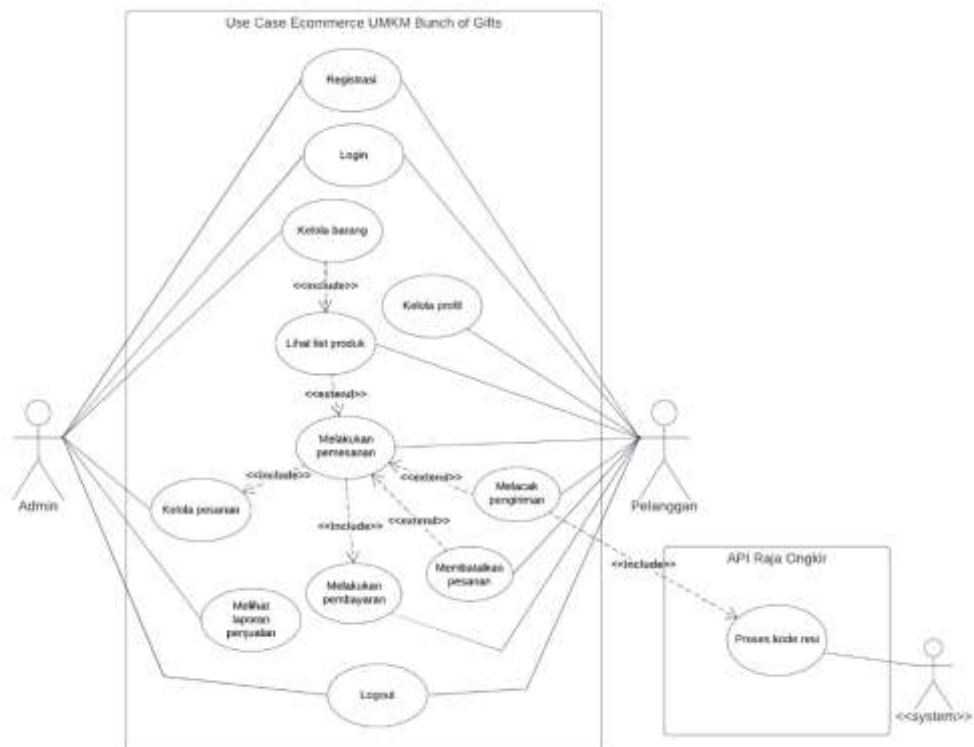 Use Case Ecommerce UMKM Bunch of Gifts
Registrasi
Login
Kelola barang
<<include>>
Kelola profil
Lihat list produk
<<extend>>
Melakukan
pemesanan
<<include>>
<<extend>>
Melacak
pengiriman
Admin
Pelanggan
Kelola pesanan
<<include>>
<<extend>>
Membatalkan
pesanan
<<include>>
API Raja Ongkir
Melakukan
pembayaran
Melihat
laporan
penjualan
Proses kode resi
Logout
<<system>>